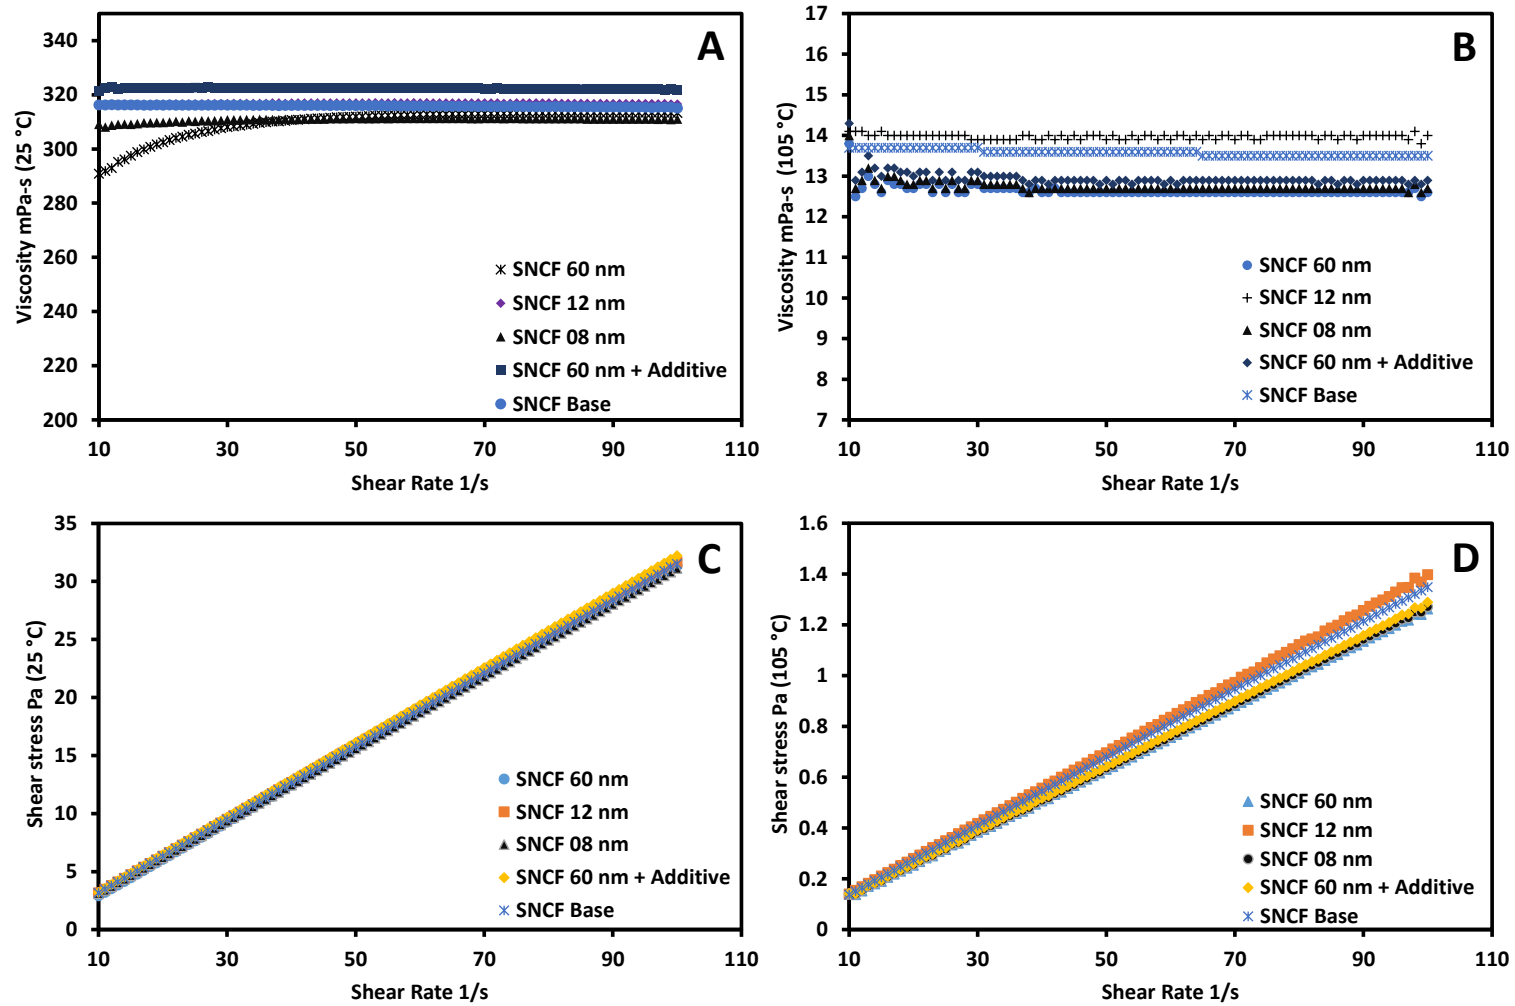 A
340
320
300
280
260
240
220
200
Viscosity mPa-s (25 °C)
SNCF 60 nm
SNCF 12 nm
SNCF 08 nm
SNCF 60 nm + Additive
SNCF Base
10 30 50 70 90 110
Shear Rate 1/s
B
17
16
15
14
13
12
11
10
9
8
7
Viscosity mPa-s (105 °C)
SNCF 60 nm
SNCF 12 nm
SNCF 08 nm
SNCF 60 nm + Additive
SNCF Base
10 30 50 70 90 110
Shear Rate 1/s
C
35
30
25
20
15
10
5
0
Shear stress Pa (25 °C)
SNCF 60 nm
SNCF 12 nm
SNCF 08 nm
SNCF 60 nm + Additive
SNCF Base
10 30 50 70 90 110
Shear Rate 1/s
D
1.6
1.4
1.2
1
0.8
0.6
0.4
0.2
0
Shear stress Pa (105 °C)
SNCF 60 nm
SNCF 12 nm
SNCF 08 nm
SNCF 60 nm + Additive
SNCF Base
10 30 50 70 90 110
Shear Rate 1/s